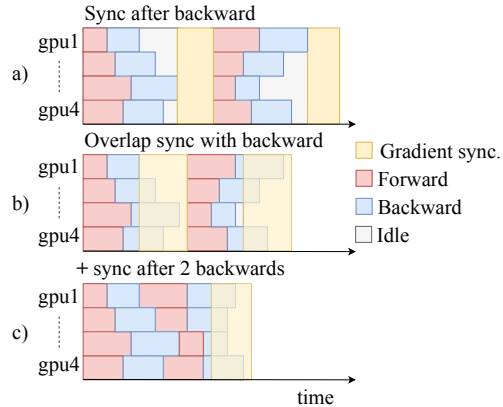 Sync after backward
gpu1
a)
gpu4
Overlap sync with backward
gpu1
b)
gpu4
Gradient sync.
Forward
Backward
Idle
+ sync after 2 backwards
gpu1
c)
gpu4
time